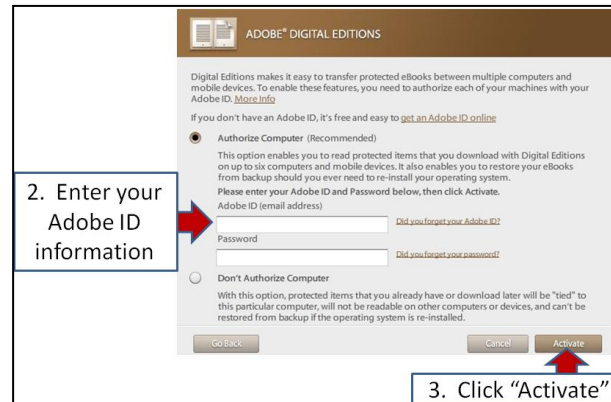 ADOBE® DIGITAL EDITIONS
Digital Editions makes it easy to transfer protected eBooks between multiple computers and
mobile devices. To enable these features, you need to authorize each of your machines with your
Adobe ID. More Info
If you don't have an Adobe ID, it's free and easy to get an Adobe ID online
Authorize Computer (Recommended)
This option enables you to read protected items that you download with Digital Editions
on up to six computers and mobile devices. It also enables you to restore your eBooks
from backup should you ever need to re-install your operating system.
Please enter your Adobe ID and Password below, then click Activate.
Adobe ID (email address)
Did you forget your Adobe ID?
Password
Did you forget your password?
2. Enter your
Adobe ID
information
Don't Authorize Computer
With this option, protected items that you already have or download later will be "tied" to
this particular computer, will not be readable on other computers or devices, and can't be
restored from backup if the operating system is re-installed.
Go Back
Cancel
Activate
3. Click “Activate”